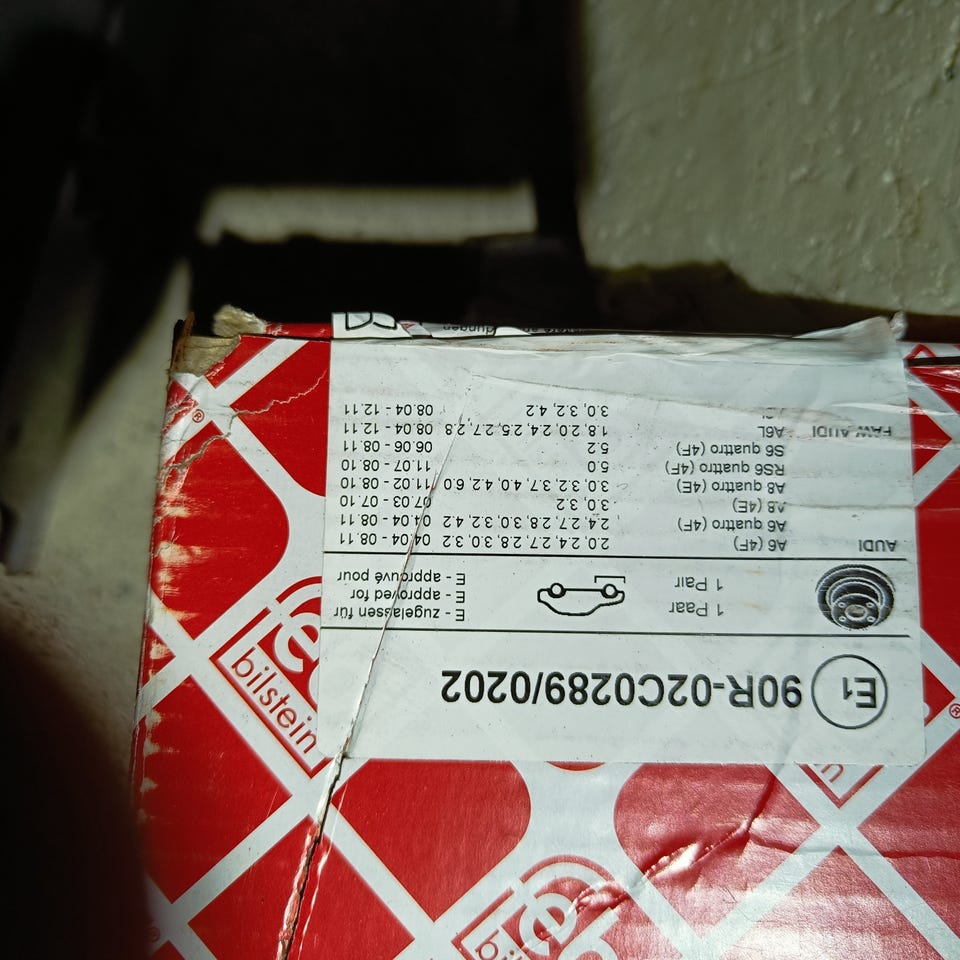 E1 90R-02C0289/0202
1 Paar E - zugelassen für
1 Pair E - approved for
E - approuvé pour
AUDI A6 (4F) 2.0, 2.4, 2.7, 2.8, 3.0, 3.2 04.04 - 08.11
A6 quattro (4F) 2.4, 2.7, 2.8, 3.0, 3.2, 4.2 04.04 - 08.11
A8 (4E) 3.0, 3.2 07.03 - 07.10
A8 quattro (4E) 3.0, 3.2, 3.7, 4.0, 4.2, 6.0 11.02 - 08.10
RS6 quattro (4F) 5.0 11.07 - 08.10
S6 quattro (4F) 5.2 06.06 - 08.11
FAW AUDI A6L 1.8, 2.0, 2.4, 2.5, 2.7, 2.8 08.04 - 12.11
3.0, 3.2, 4.2 08.04 - 12.11
bilstein